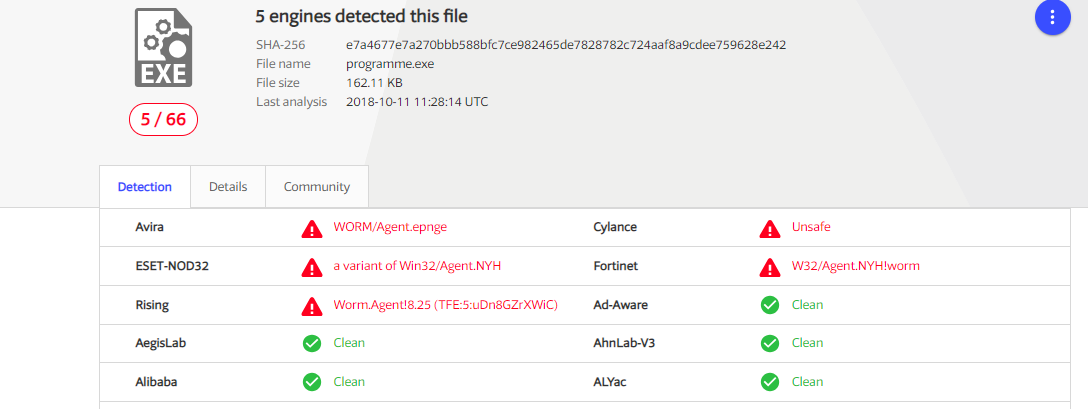 5 engines detected this file
SHA-256 e7a4677e7a270bbb588bfc7ce982465de7828782c724aaf8a9cdee759628e242
File name programme.exe
File size 162.11 KB
Last analysis 2018-10-11 11:28:14 UTC
EXE
5 / 66
Detection Details Community
Avira WORM/Agent.epnge Cylance Unsafe
ESET-NOD32 a variant of Win32/Agent.NYH Fortinet W32/Agent.NYH!worm
Rising Worm.Agent!8.25 (TFE:5:uDn8GZrXWiC) Ad-Aware Clean
AegisLab Clean AhnLab-V3 Clean
Alibaba Clean ALYac Clean